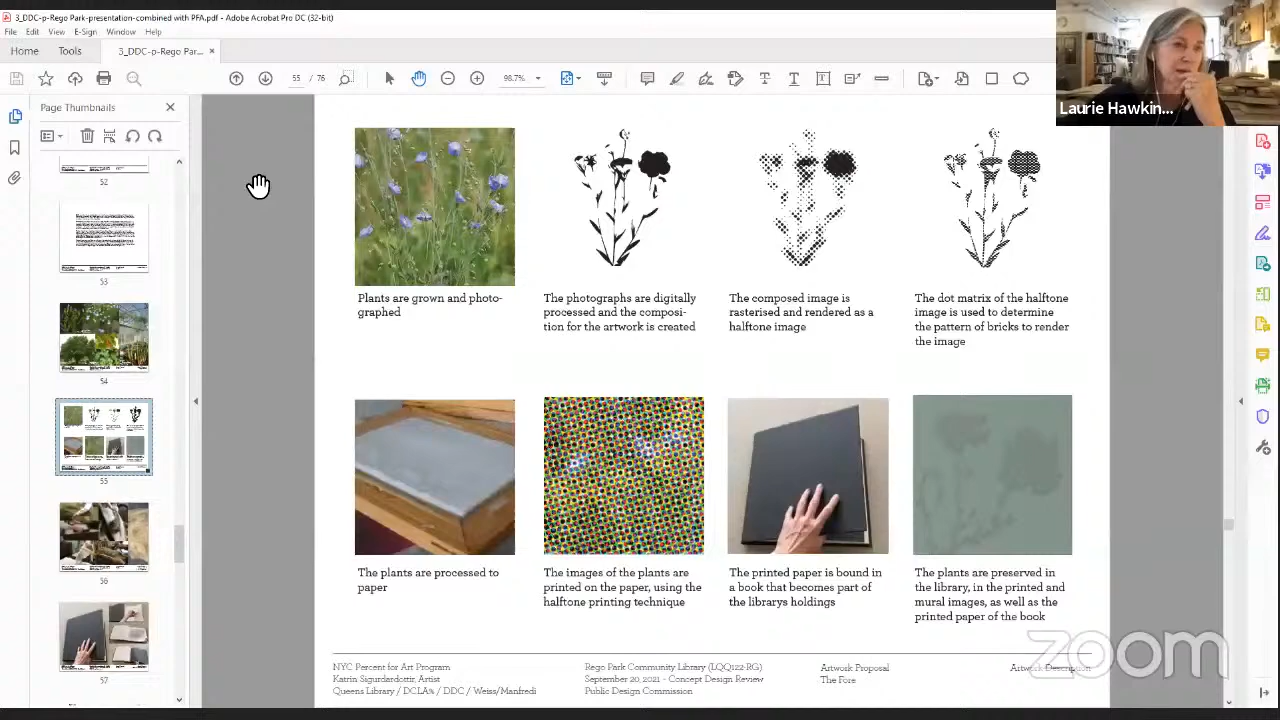 3_DDC-p-Rego Park-presentation-combined with PFA.pdf - Adobe Acrobat Pro DC (32-bit)
File Edit View E-Sign Window Help
Home Tools 3_DDC-p-Rego Par... ×
55 / 76 98.7%
Laurie Hawkin...
Page Thumbnails
52
53
54
55
56
57
Plants are grown and photo-
graphed
The photographs are digitally
processed and the composi-
tion for the artwork is created
The composed image is
rasterised and rendered as a
halftone image
The dot matrix of the halftone
image is used to determine
the pattern of bricks to render
the image
The plants are processed to
paper
The images of the plants are
printed on the paper, using the
halftone printing technique
The printed paper is bound in
a book that becomes part of
the librarys holdings
The plants are preserved in
the library, in the printed and
mural images, as well as the
printed paper of the book
NYC Percent for Art Program
Katrin Sigurdardottir, Artist
Queens Library / DCLA% / DDC / Weiss/Manfredi
Rego Park Community Library (LQQ122-RO)
September 20, 2021 - Concept Design Review
Public Design Commission
Artwork Proposal
The Fore
Artwork Description
zoom